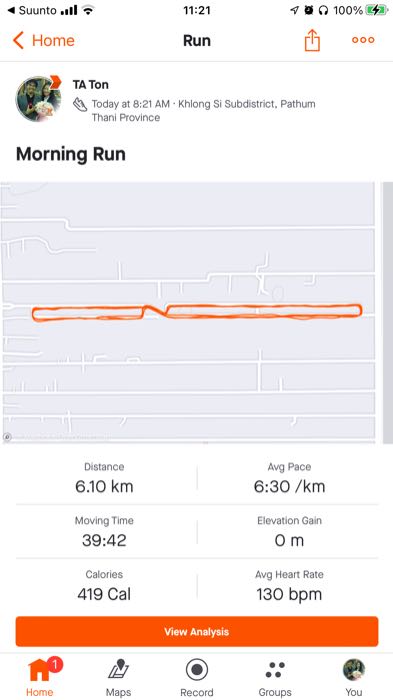 Suunto
11:21
100%
Home
Run
TA Ton
Today at 8:21 AM · Khlong Si Subdistrict, Pathum
Thani Province
Morning Run
Distance
Avg Pace
6.10 km
6:30 /km
Moving Time
Elevation Gain
39:42
0 m
Calories
Avg Heart Rate
419 Cal
130 bpm
View Analysis
1
Home
Maps
Record
Groups
You